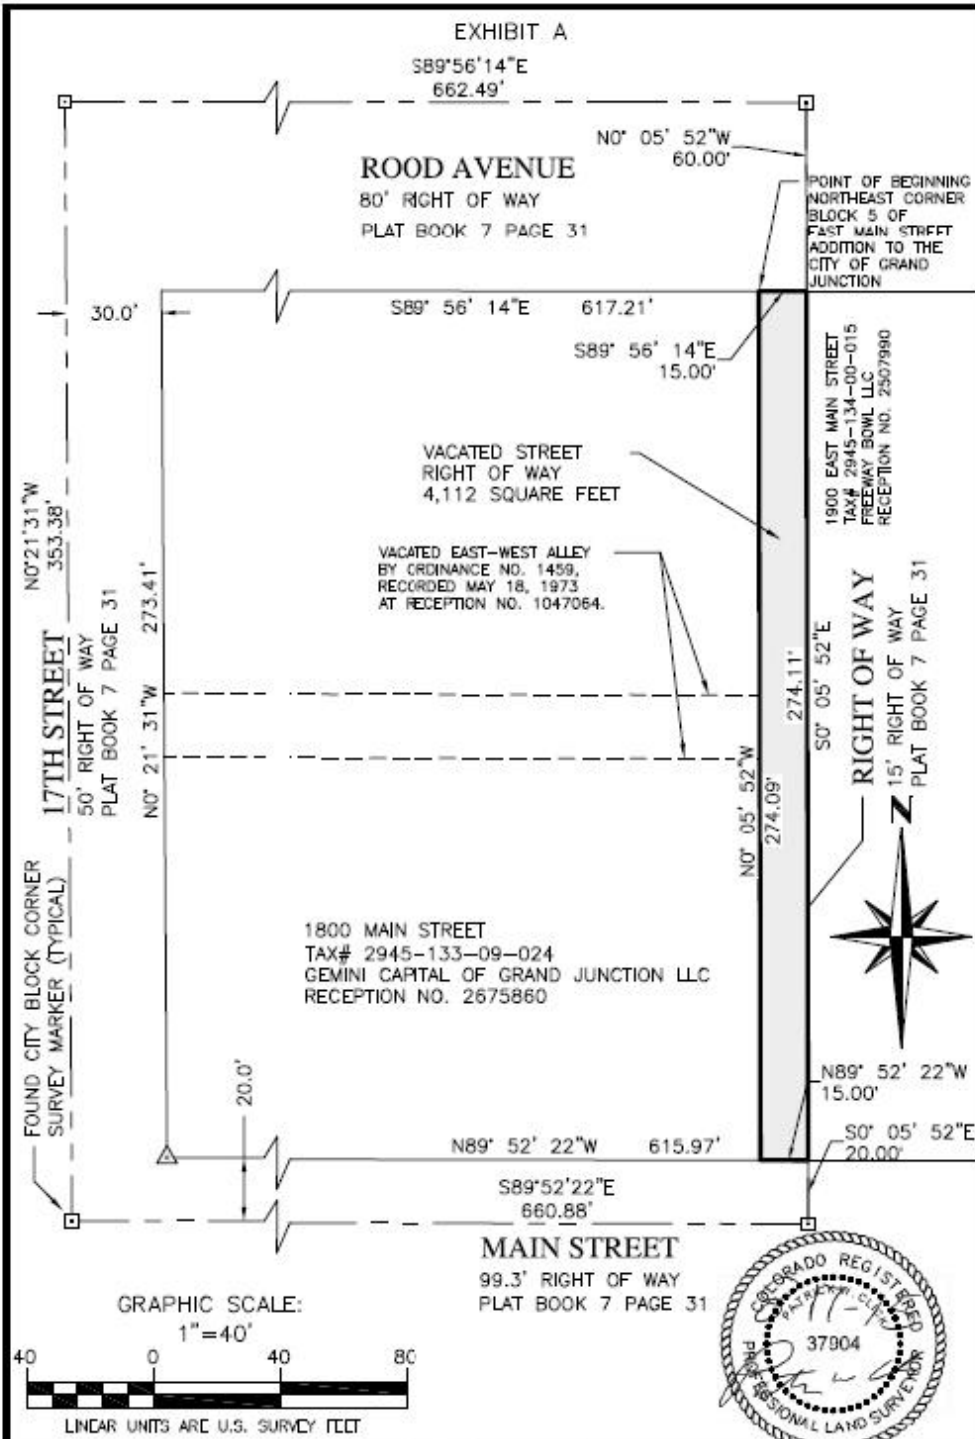 EXHIBIT A
S89°56'14"E
662.49'
N0° 05' 52"W
60.00'
ROOD AVENUE
80' RIGHT OF WAY
PLAT BOOK 7 PAGE 31
POINT OF BEGINNING
NORTHEAST CORNER
BLOCK 5 OF
EAST MAIN STREET
ADDITION TO THE
CITY OF GRAND
JUNCTION
30.0'
S89° 56' 14"E 617.21'
S89° 56' 14"E
15.00'
1900 EAST MAIN STREET
TAX# 2945-134-00-015
FREEWAY BOWL LLC
RECEPTION NO. 2507990
VACATED STREET
RIGHT OF WAY
4,112 SQUARE FEET
VACATED EAST-WEST ALLEY
BY ORDINANCE NO. 1459,
RECORDED MAY 18, 1973
AT RECEPTION NO. 1047064.
N0°21'31"W
353.38'
17TH STREET
50' RIGHT OF WAY
PLAT BOOK 7 PAGE 31
N0° 21' 31"W 273.41'
N0° 05' 52"W
274.09'
274.11'
S0° 05' 52"E
RIGHT OF WAY
15' RIGHT OF WAY
PLAT BOOK 7 PAGE 31
N
FOUND CITY BLOCK CORNER
SURVEY MARKER (TYPICAL)
1800 MAIN STREET
TAX# 2945-133-09-024
GEMINI CAPITAL OF GRAND JUNCTION LLC
RECEPTION NO. 2675860
20.0'
N89° 52' 22"W
15.00'
N89° 52' 22"W 615.97'
S0° 05' 52"E
20.00'
S89°52'22"E
660.88'
MAIN STREET
99.3' RIGHT OF WAY
PLAT BOOK 7 PAGE 31
GRAPHIC SCALE:
1"=40'
40 0 40 80
LINEAR UNITS ARE U.S. SURVEY FEET
COLORADO REGISTERED
PATRICK W. CLICK
37904
PROFESSIONAL LAND SURVEYOR